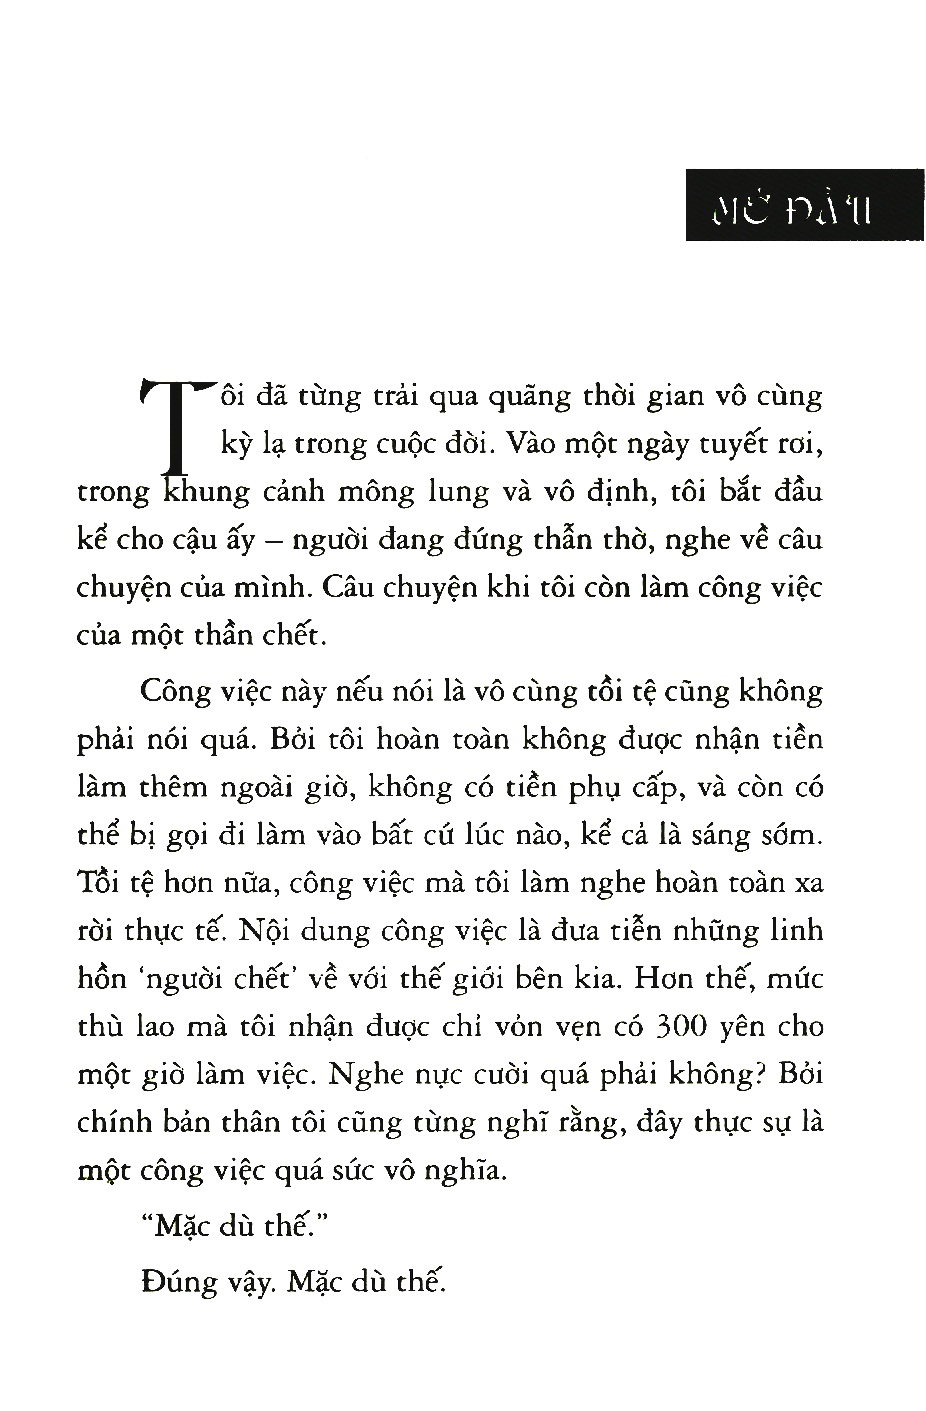 MỞ ĐẦU
Tôi đã từng trải qua quãng thời gian vô cùng
kỳ lạ trong cuộc đời. Vào một ngày tuyết rơi,
trong khung cảnh mông lung và vô định, tôi bắt đầu
kể cho cậu ấy – người đang đứng thẫn thờ, nghe về câu
chuyện của mình. Câu chuyện khi tôi còn làm công việc
của một thần chết.
Công việc này nếu nói là vô cùng tồi tệ cũng không
phải nói quá. Bởi tôi hoàn toàn không được nhận tiền
làm thêm ngoài giờ, không có tiền phụ cấp, và còn có
thể bị gọi đi làm vào bất cứ lúc nào, kể cả là sáng sớm.
Tồi tệ hơn nữa, công việc mà tôi làm nghe hoàn toàn xa
rời thực tế. Nội dung công việc là đưa tiễn những linh
hồn ‘người chết’ về với thế giới bên kia. Hơn thế, mức
thù lao mà tôi nhận được chỉ vỏn vẹn có 300 yên cho
một giờ làm việc. Nghe nực cười quá phải không? Bởi
chính bản thân tôi cũng từng nghĩ rằng, đây thực sự là
một công việc quá sức vô nghĩa.
“Mặc dù thế.”
Đúng vậy. Mặc dù thế.